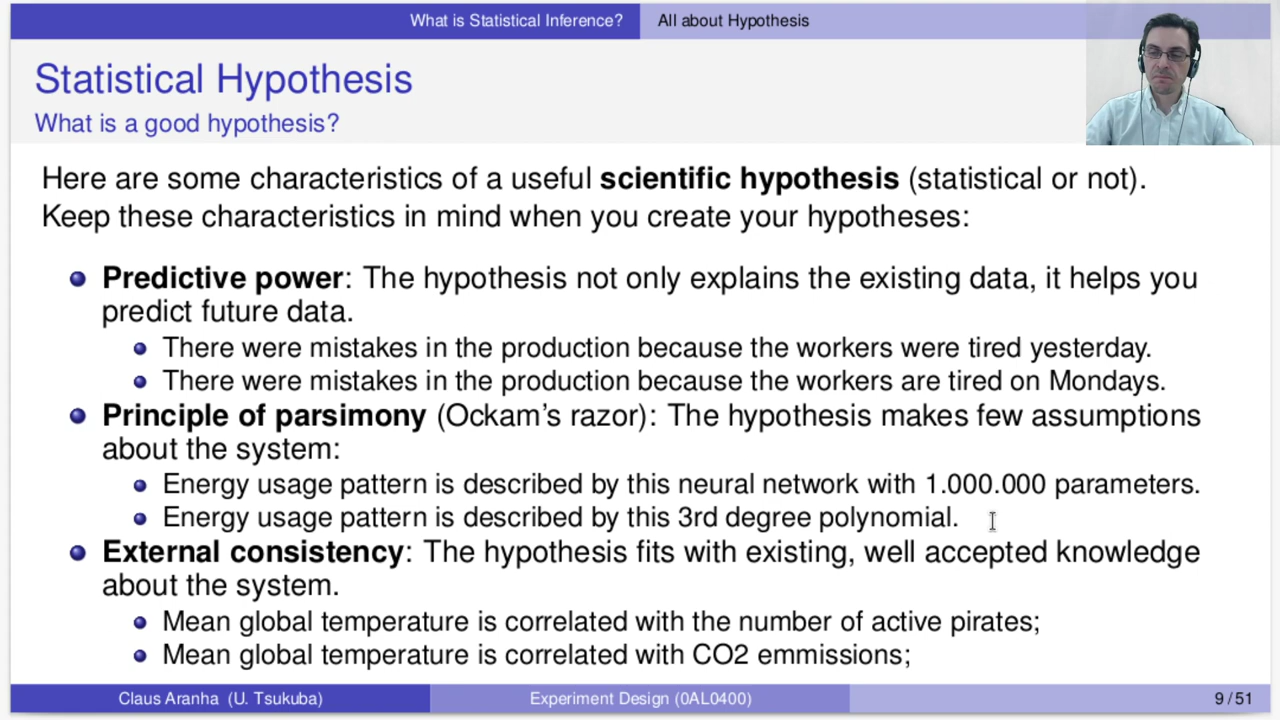 What is Statistical Inference?
All about Hypothesis
Statistical Hypothesis
What is a good hypothesis?
Here are some characteristics of a useful scientific hypothesis (statistical or not).
Keep these characteristics in mind when you create your hypotheses:
Predictive power: The hypothesis not only explains the existing data, it helps you
predict future data.
There were mistakes in the production because the workers were tired yesterday.
There were mistakes in the production because the workers are tired on Mondays.
Principle of parsimony (Ockam's razor): The hypothesis makes few assumptions
about the system:
Energy usage pattern is described by this neural network with 1.000.000 parameters.
Energy usage pattern is described by this 3rd degree polynomial.
External consistency: The hypothesis fits with existing, well accepted knowledge
about the system.
Mean global temperature is correlated with the number of active pirates;
Mean global temperature is correlated with CO2 emmissions;
Claus Aranha (U. Tsukuba)
Experiment Design (0AL0400)
9 / 51